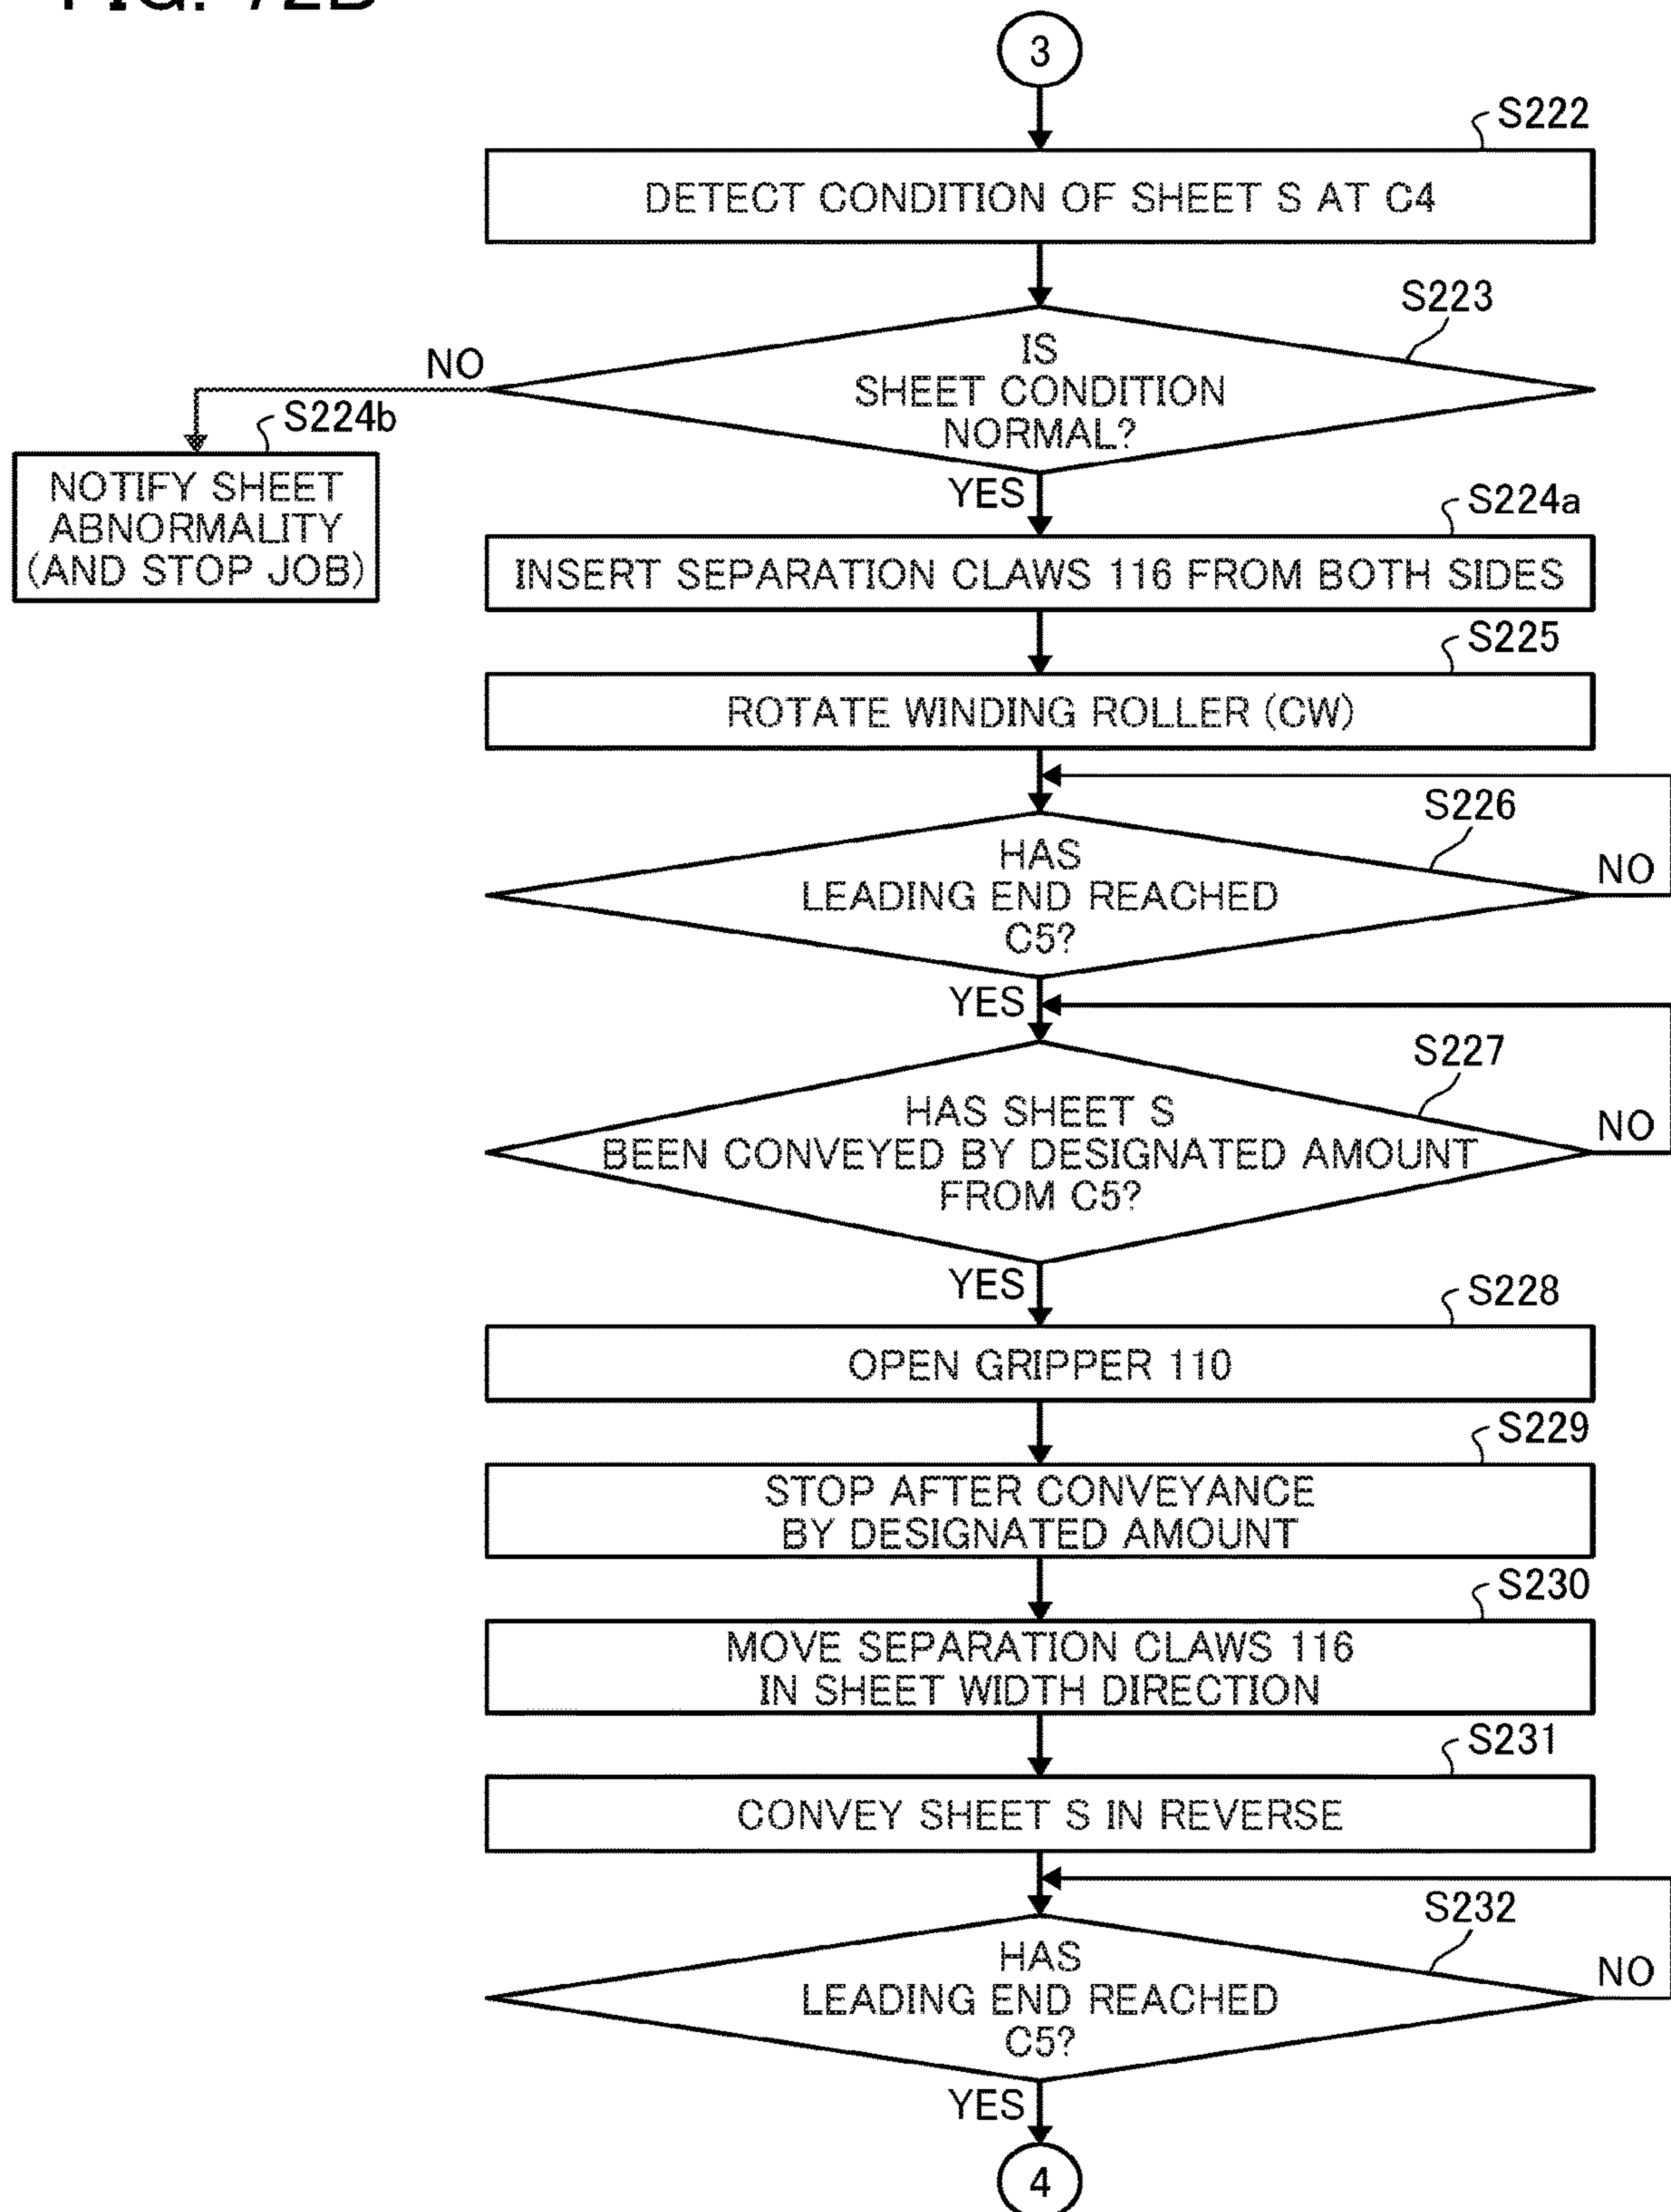 FIG. 42B
3
S222
DETECT CONDITION OF SHEET S AT C4
S223
IS
SHEET CONDITION
NORMAL?
NO
S224b
NOTIFY SHEET
ABNORMALITY
(AND STOP JOB)
YES
S224a
INSERT SEPARATION CLAWS 116 FROM BOTH SIDES
S225
ROTATE WINDING ROLLER (CW)
S226
HAS
LEADING END REACHED
C5?
NO
YES
S227
HAS SHEET S
BEEN CONVEYED BY DESIGNATED AMOUNT
FROM C5?
NO
YES
S228
OPEN GRIPPER 110
S229
STOP AFTER CONVEYANCE
BY DESIGNATED AMOUNT
S230
MOVE SEPARATION CLAWS 116
IN SHEET WIDTH DIRECTION
S231
CONVEY SHEET S IN REVERSE
S232
HAS
LEADING END REACHED
C5?
NO
YES
4